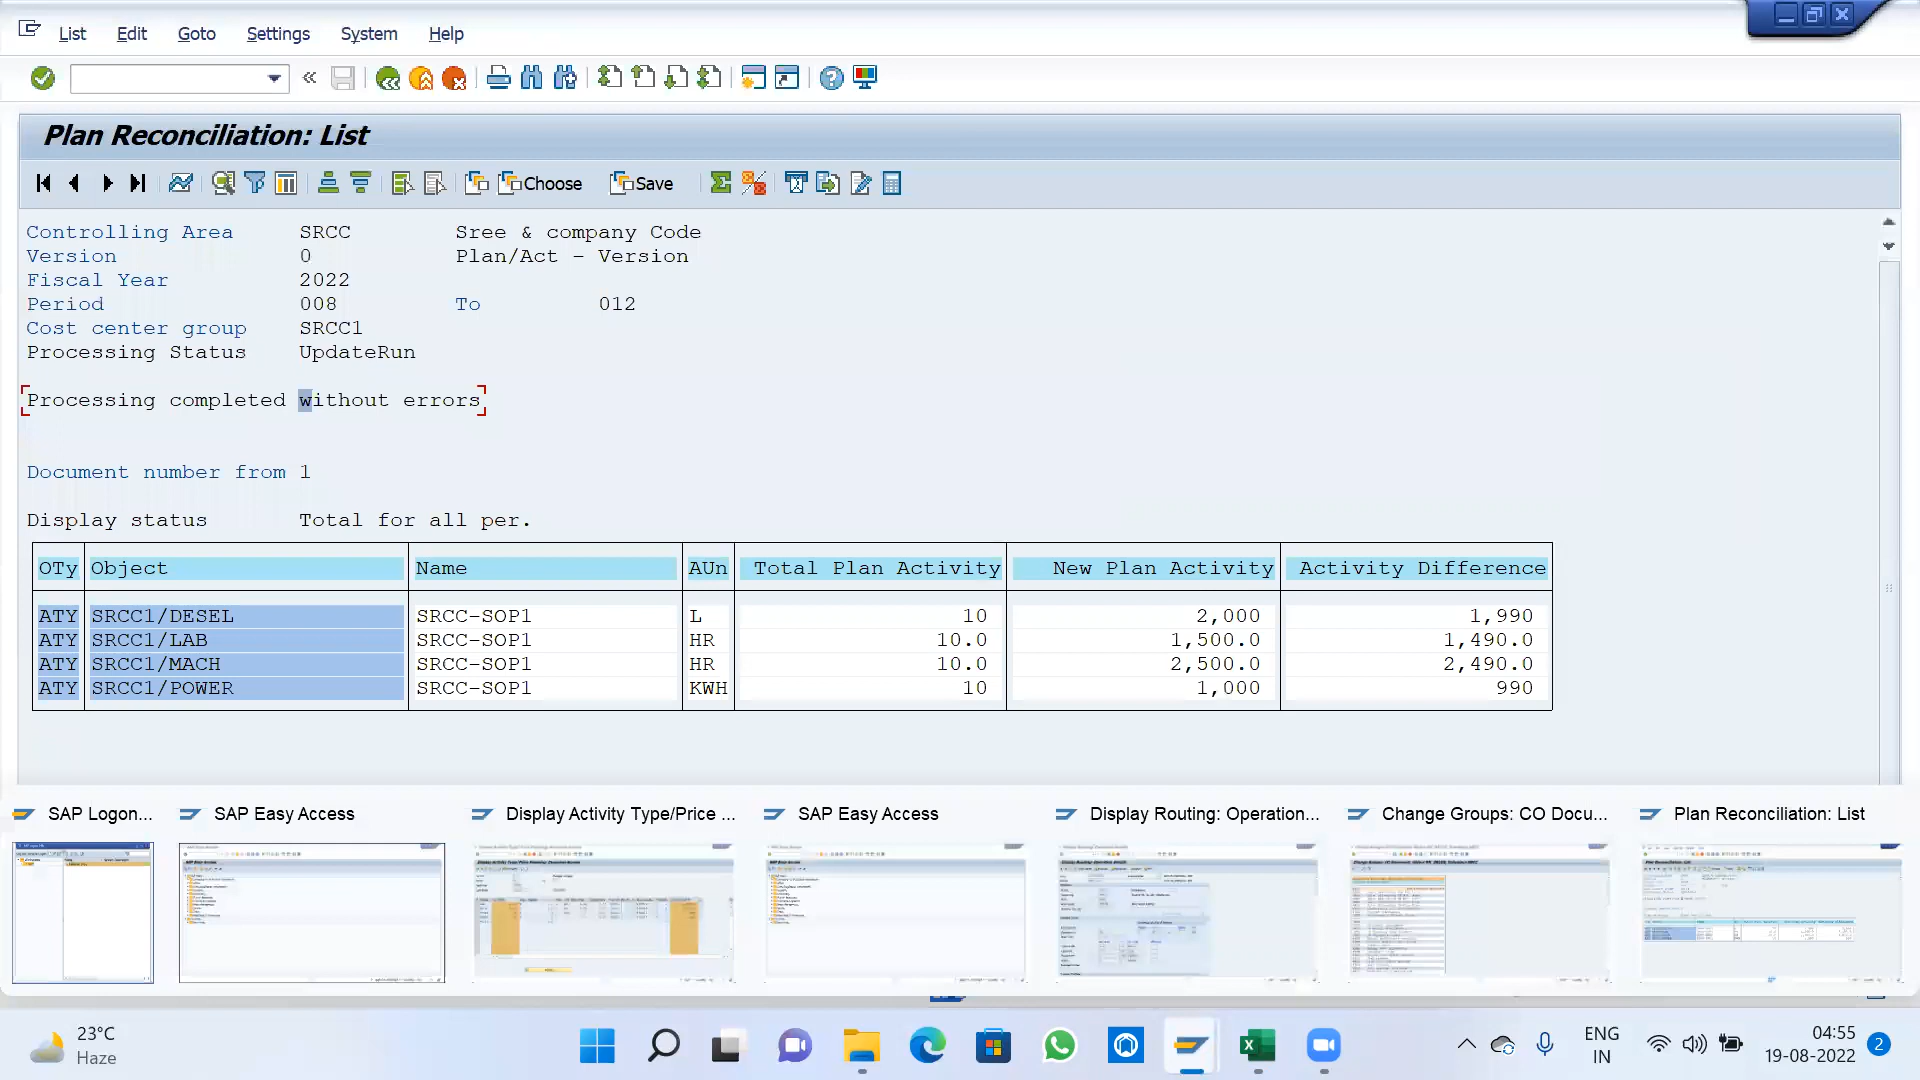 List Edit Goto Settings System Help
Plan Reconciliation: List
Choose Save
Controlling Area SRCC Sree & company Code
Version 0 Plan/Act - Version
Fiscal Year 2022
Period 008 To 012
Cost center group SRCC1
Processing Status UpdateRun
Processing completed without errors
Document number from 1
Display status Total for all per.
OTy Object Name AUn Total Plan Activity New Plan Activity Activity Difference
ATY SRCC1/DESEL SRCC-SOP1 L 10 2,000 1,990
ATY SRCC1/LAB SRCC-SOP1 HR 10.0 1,500.0 1,490.0
ATY SRCC1/MACH SRCC-SOP1 HR 10.0 2,500.0 2,490.0
ATY SRCC1/POWER SRCC-SOP1 KWH 10 1,000 990
SAP Logon... SAP Easy Access Display Activity Type/Price ... SAP Easy Access Display Routing: Operation... Change Groups: CO Docu... Plan Reconciliation: List
23°C
Haze
ENG
IN
04:55
19-08-2022
2